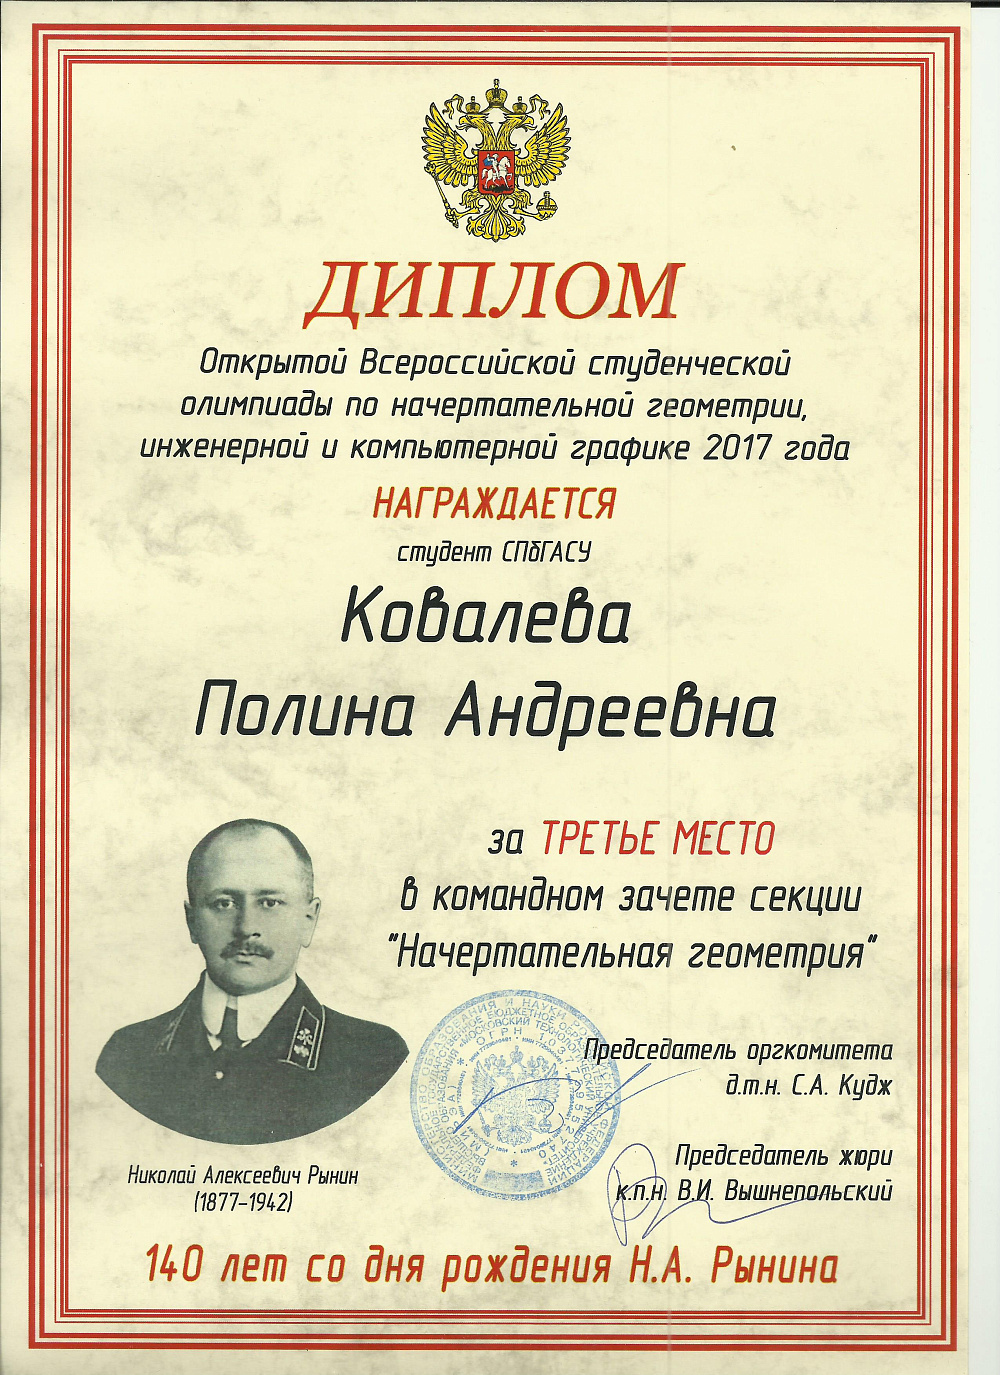 ДИПЛОМ
Открытой Всероссийской студенческой
олимпиады по начертательной геометрии,
инженерной и компьютерной графике 2017 года
НАГРАЖДАЕТСЯ
студент СПбГАСУ
Ковалева
Полина Андреевна
за ТРЕТЬЕ МЕСТО
в командном зачете секции
"Начертательная геометрия"
Председатель оргкомитета
д.т.н. С.А. Кудж
Председатель жюри
к.п.н. В.И. Вышнепольский
Николай Алексеевич Рынин
(1877-1942)
140 лет со дня рождения Н.А. Рынина